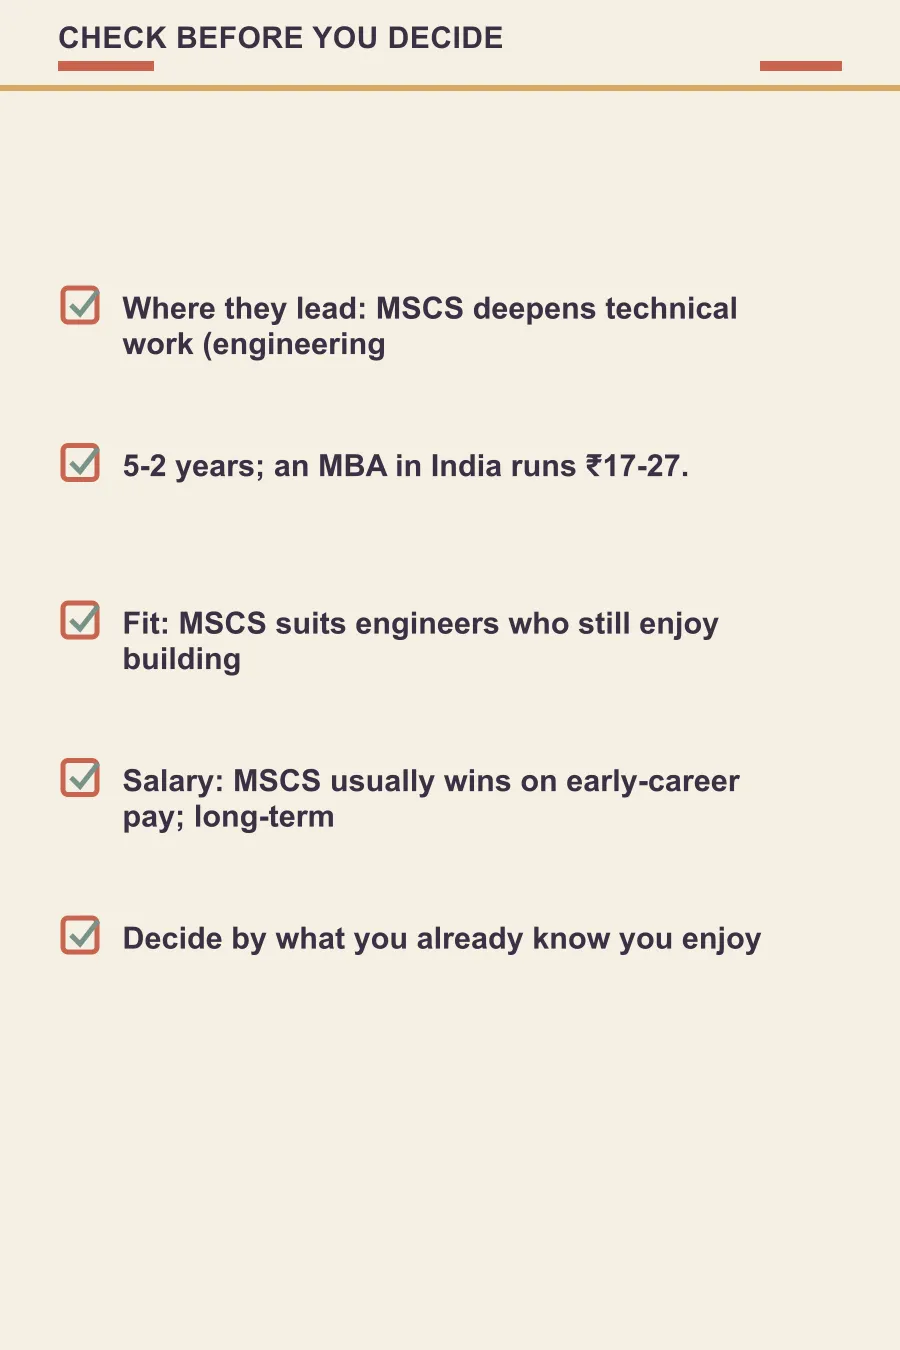 CHECK BEFORE YOU DECIDE
Where they lead: MSCS deepens technical
work (engineering
5-2 years; an MBA in India runs ₹17-27.
Fit: MSCS suits engineers who still enjoy
building
Salary: MSCS usually wins on early-career
pay; long-term
Decide by what you already know you enjoy